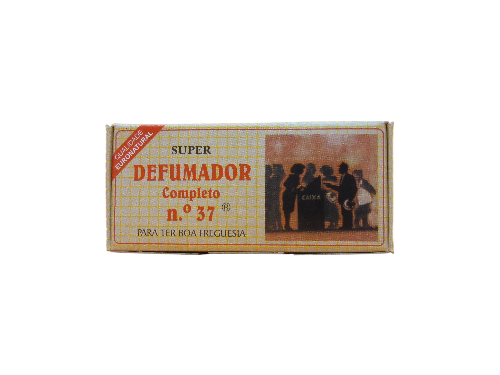 QUALIDADE
EURONATURAL
SUPER
DEFUMADOR
Completo
n.º 37 ®
PARA TER BOA FREGUESIA
CAIXA